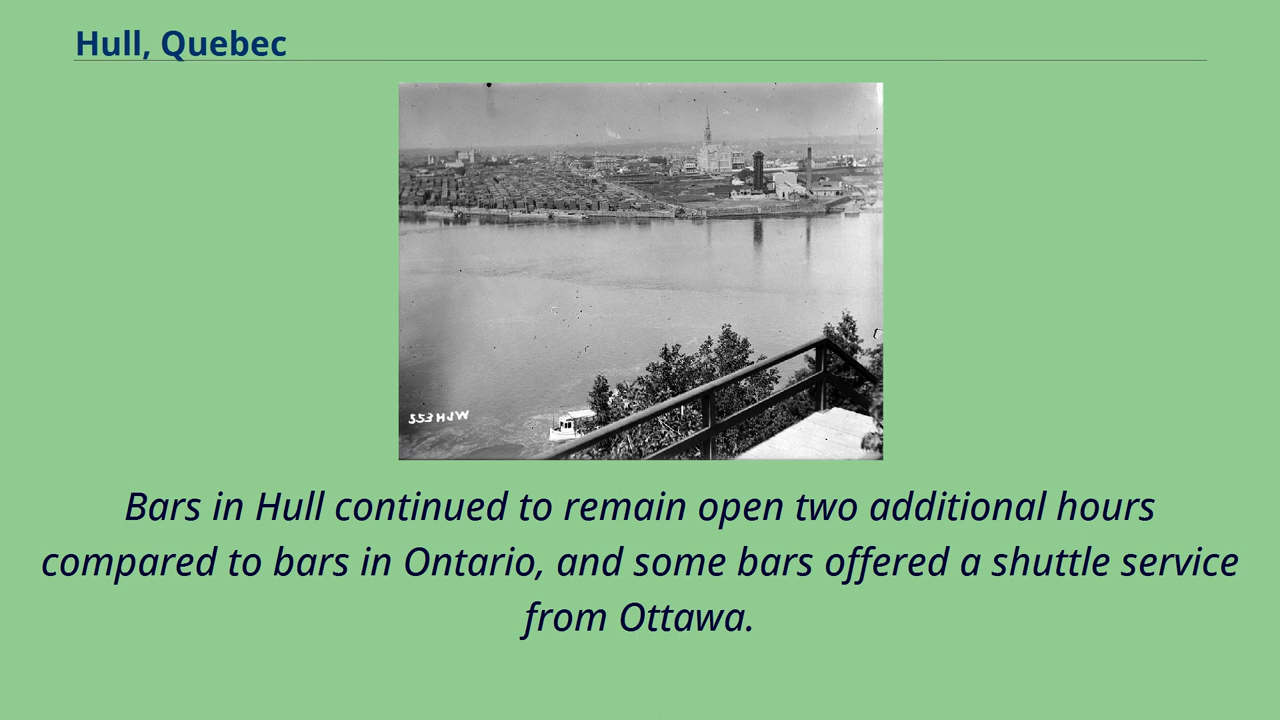 Hull, Quebec
553 HJW
Bars in Hull continued to remain open two additional hours
compared to bars in Ontario, and some bars offered a shuttle service
from Ottawa.